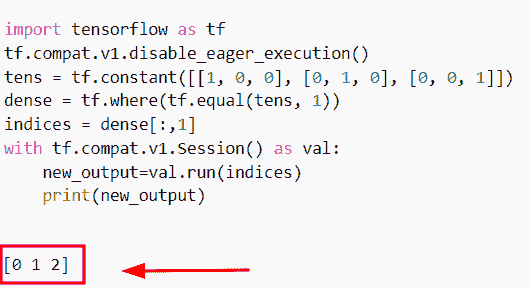 import tensorflow as tf
tf.compat.v1.disable_eager_execution()
tens = tf.constant([[1, 0, 0], [0, 1, 0], [0, 0, 1]])
dense = tf.where(tf.equal(tens, 1))
indices = dense[:,1]
with tf.compat.v1.Session() as val:
    new_output=val.run(indices)
    print(new_output)
[0 1 2]